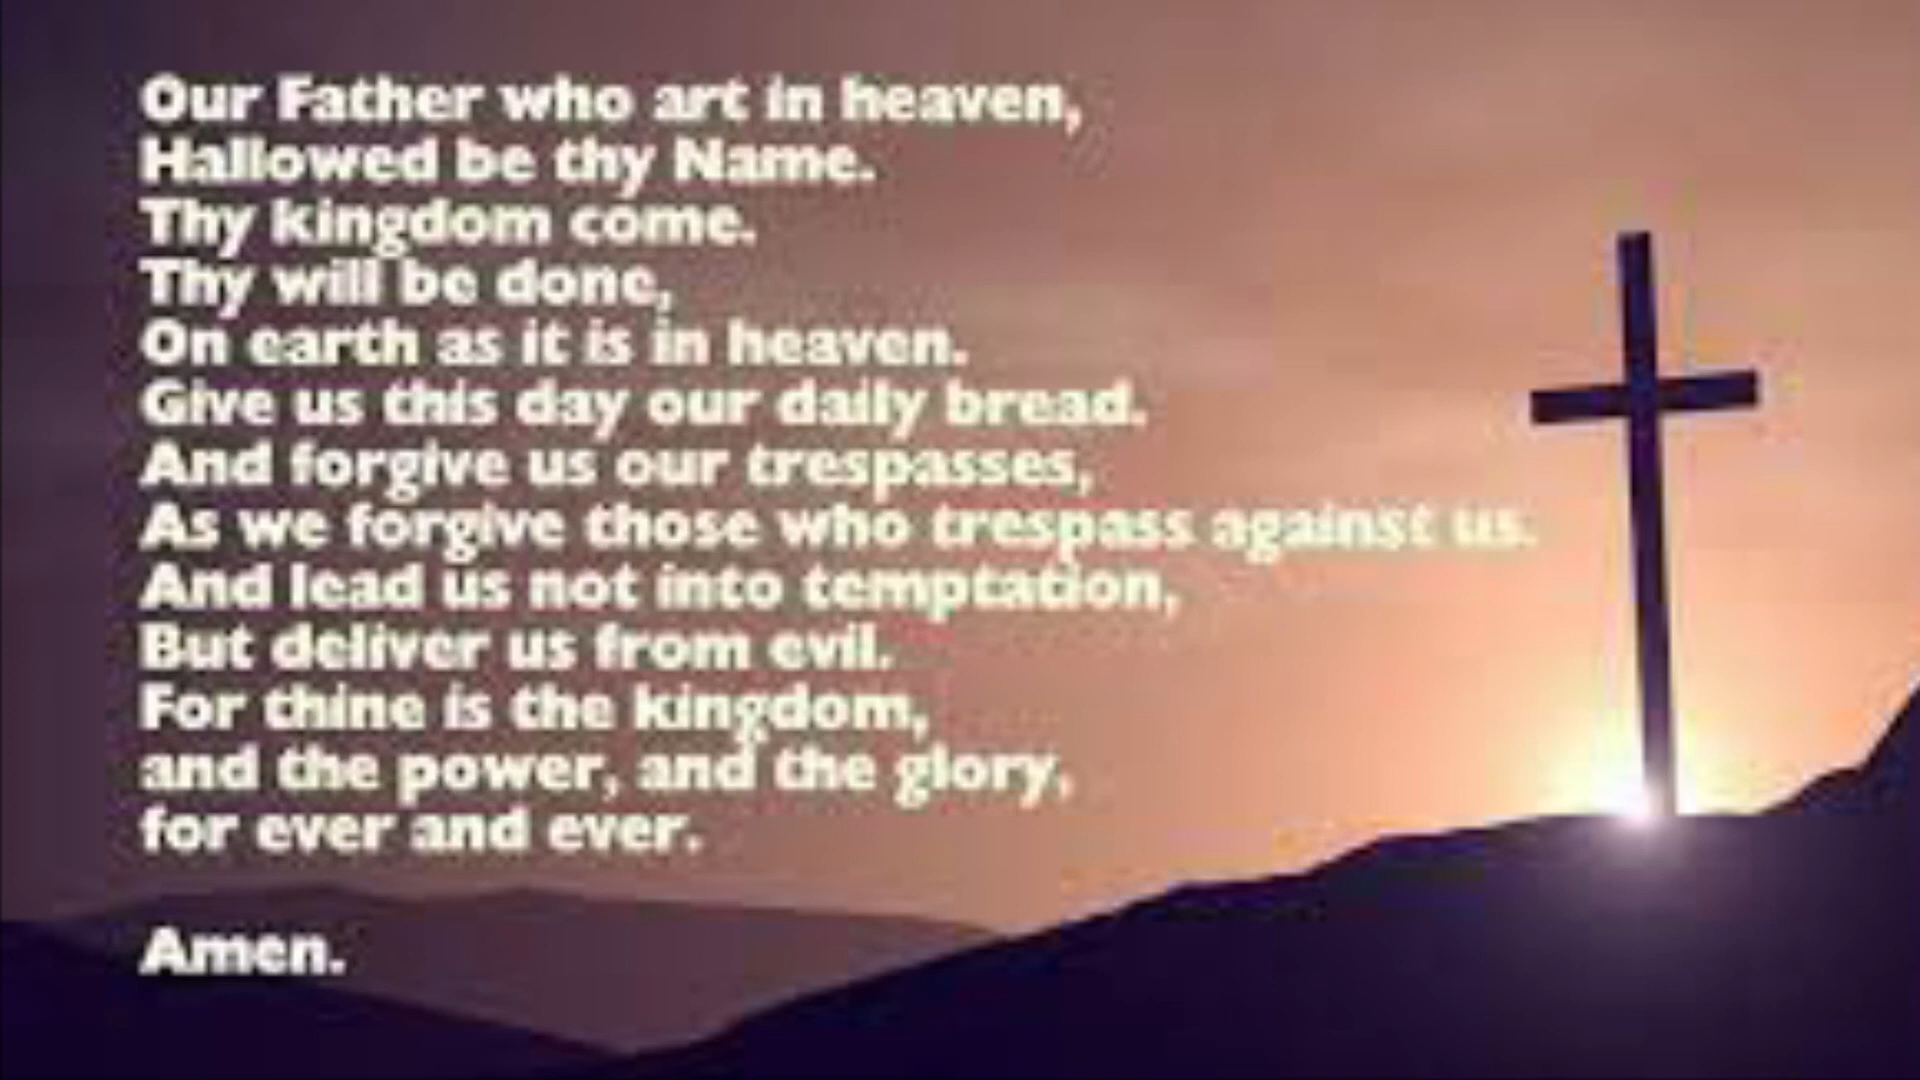 Our Father who art in heaven,
Hallowed be thy Name.
Thy kingdom come.
Thy will be done,
On earth as it is in heaven.
Give us this day our daily bread.
And forgive us our trespasses,
As we forgive those who trespass against us.
And lead us not into temptation,
But deliver us from evil.
For thine is the kingdom,
and the power, and the glory,
for ever and ever.
Amen.